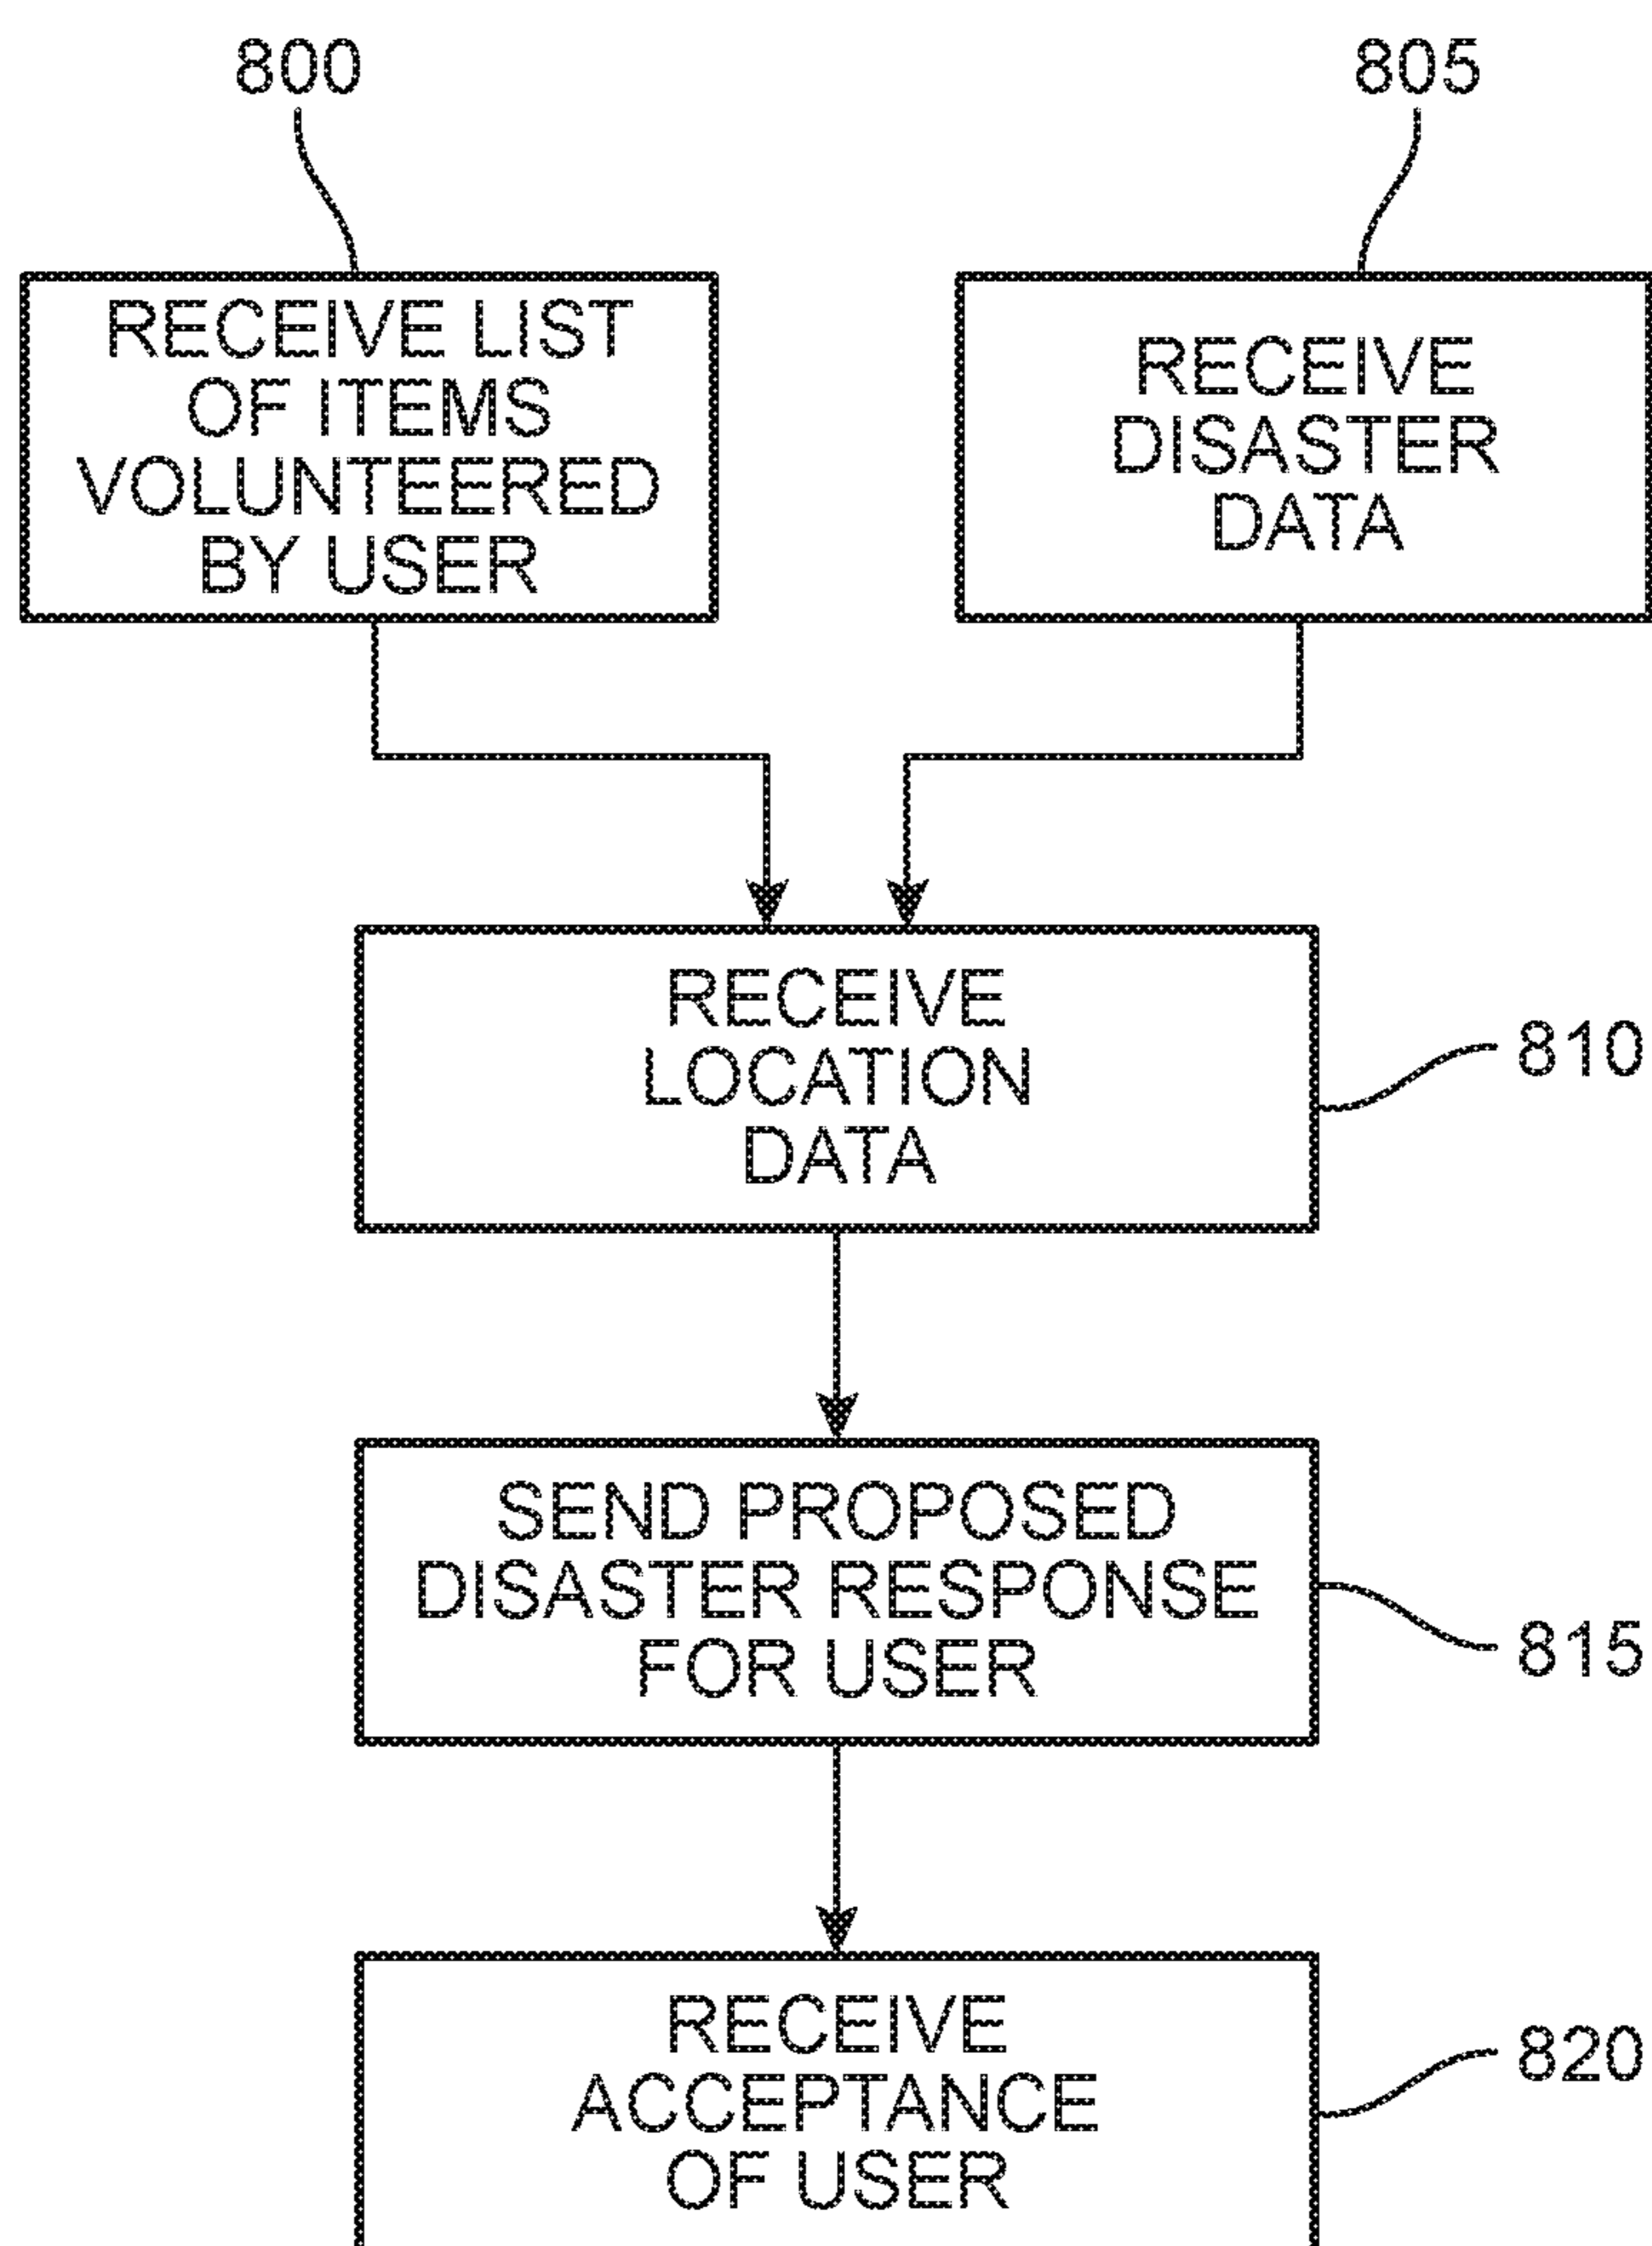 800
805
RECEIVE LIST
OF ITEMS
VOLUNTEERED
BY USER
RECEIVE
DISASTER
DATA
RECEIVE
LOCATION
DATA
810
SEND PROPOSED
DISASTER RESPONSE
FOR USER
815
RECEIVE
ACCEPTANCE
OF USER
820